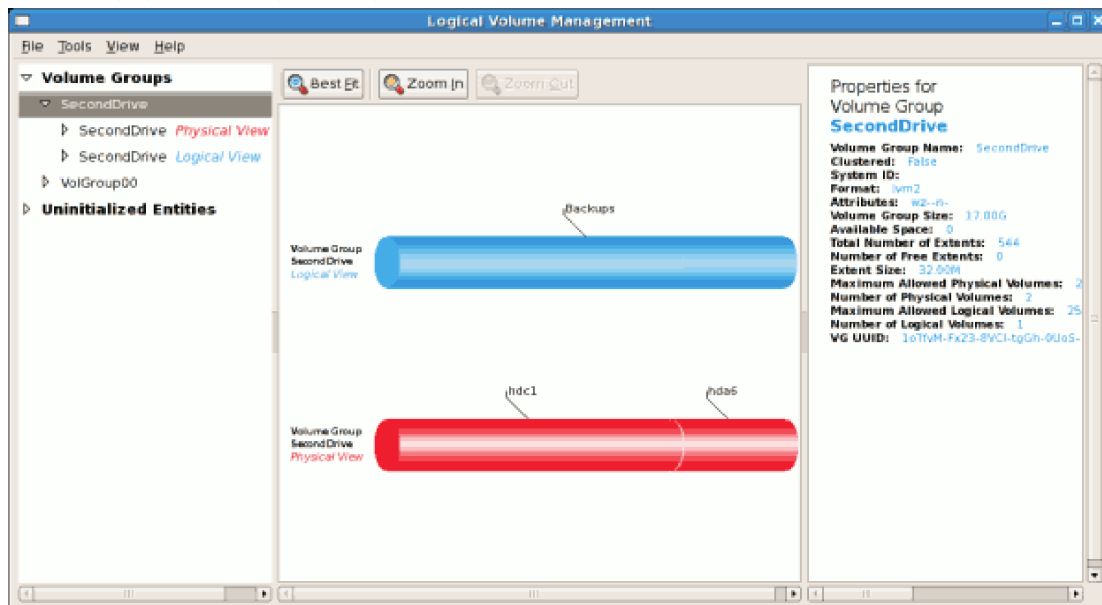 Logical Volume Management
File Tools View Help
Volume Groups
SecondDrive
SecondDrive Physical View
SecondDrive Logical View
VolGroup00
Uninitialized Entities
Best Fit Zoom In Zoom Out
Backups
Volume Group
SecondDrive
Logical View
hdc1 hda6
Volume Group
SecondDrive
Physical View
Properties for
Volume Group
SecondDrive
Volume Group Name: SecondDrive
Clustered: False
System ID:
Format: lvm2
Attributes: wz--n-
Volume Group Size: 17.00G
Available Space: 0
Total Number of Extents: 544
Number of Free Extents: 0
Extent Size: 32.00M
Maximum Allowed Physical Volumes: 2
Number of Physical Volumes: 2
Maximum Allowed Logical Volumes: 25
Number of Logical Volumes: 1
VG UUID: